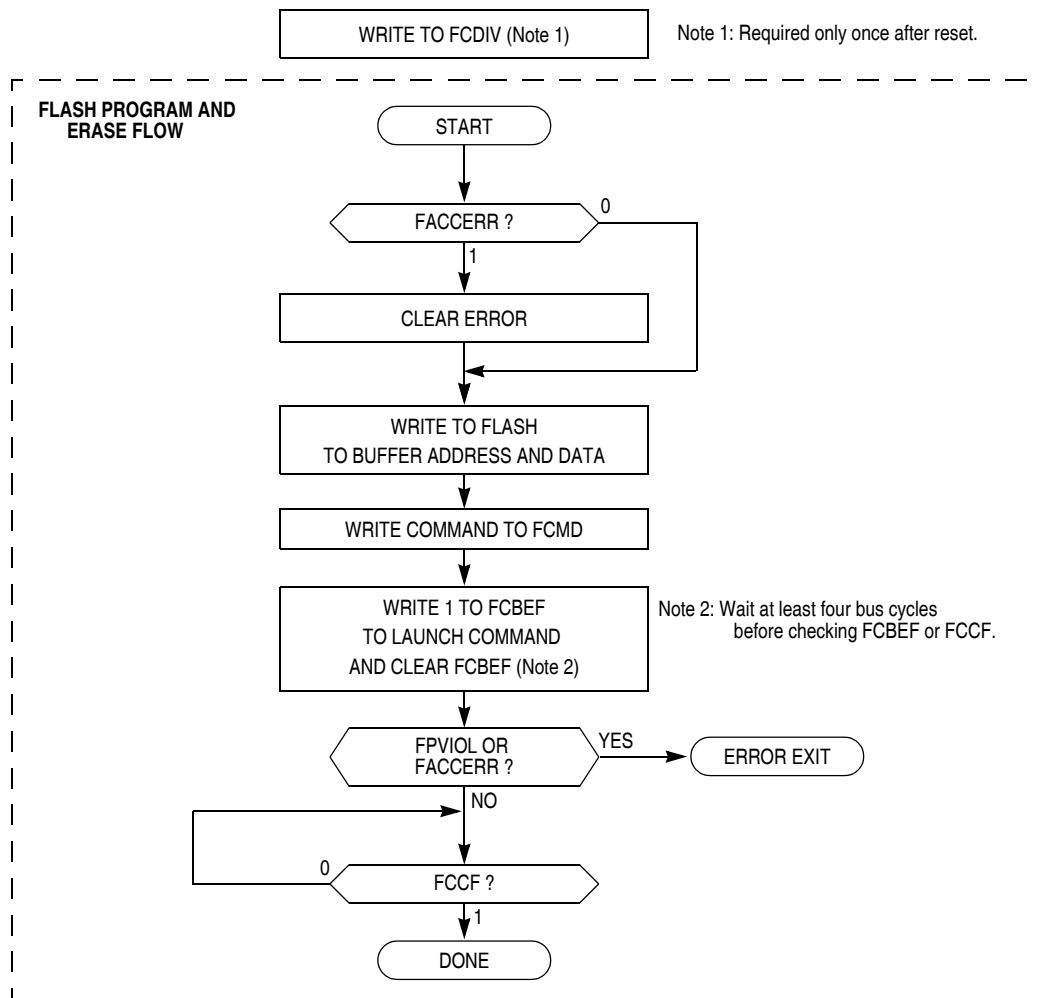 WRITE TO FCDIV (Note 1)
Note 1: Required only once after reset.
FLASH PROGRAM AND
ERASE FLOW
START
FACCERR ?
0
1
CLEAR ERROR
WRITE TO FLASH
TO BUFFER ADDRESS AND DATA
WRITE COMMAND TO FCMD
WRITE 1 TO FCBEF
TO LAUNCH COMMAND
AND CLEAR FCBEF (Note 2)
Note 2: Wait at least four bus cycles
before checking FCBEF or FCCF.
FPVIOL OR
FACCERR ?
YES
ERROR EXIT
NO
0
FCCF ?
1
DONE